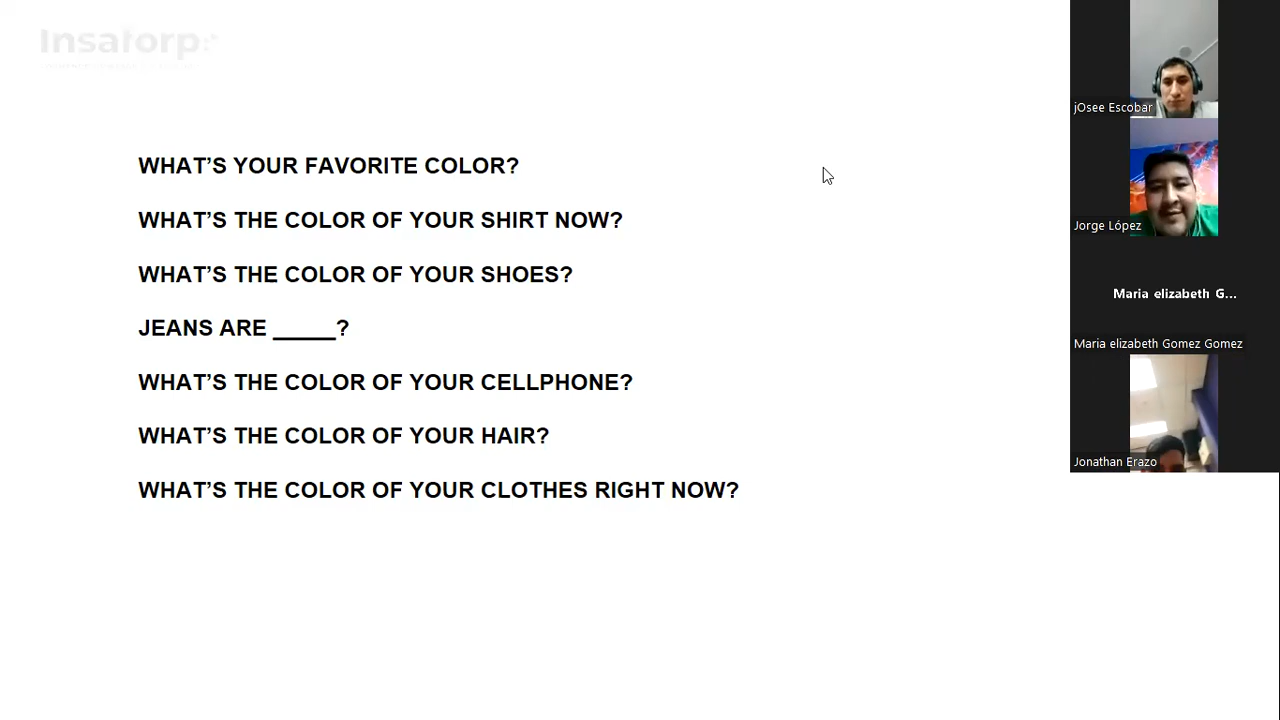 Insaforp
WHAT'S YOUR FAVORITE COLOR?
WHAT'S THE COLOR OF YOUR SHIRT NOW?
WHAT'S THE COLOR OF YOUR SHOES?
JEANS ARE _____?
WHAT'S THE COLOR OF YOUR CELLPHONE?
WHAT'S THE COLOR OF YOUR HAIR?
WHAT'S THE COLOR OF YOUR CLOTHES RIGHT NOW?
jOsee Escobar
Jorge López
Maria elizabeth G...
Maria elizabeth Gomez Gomez
Jonathan Erazo